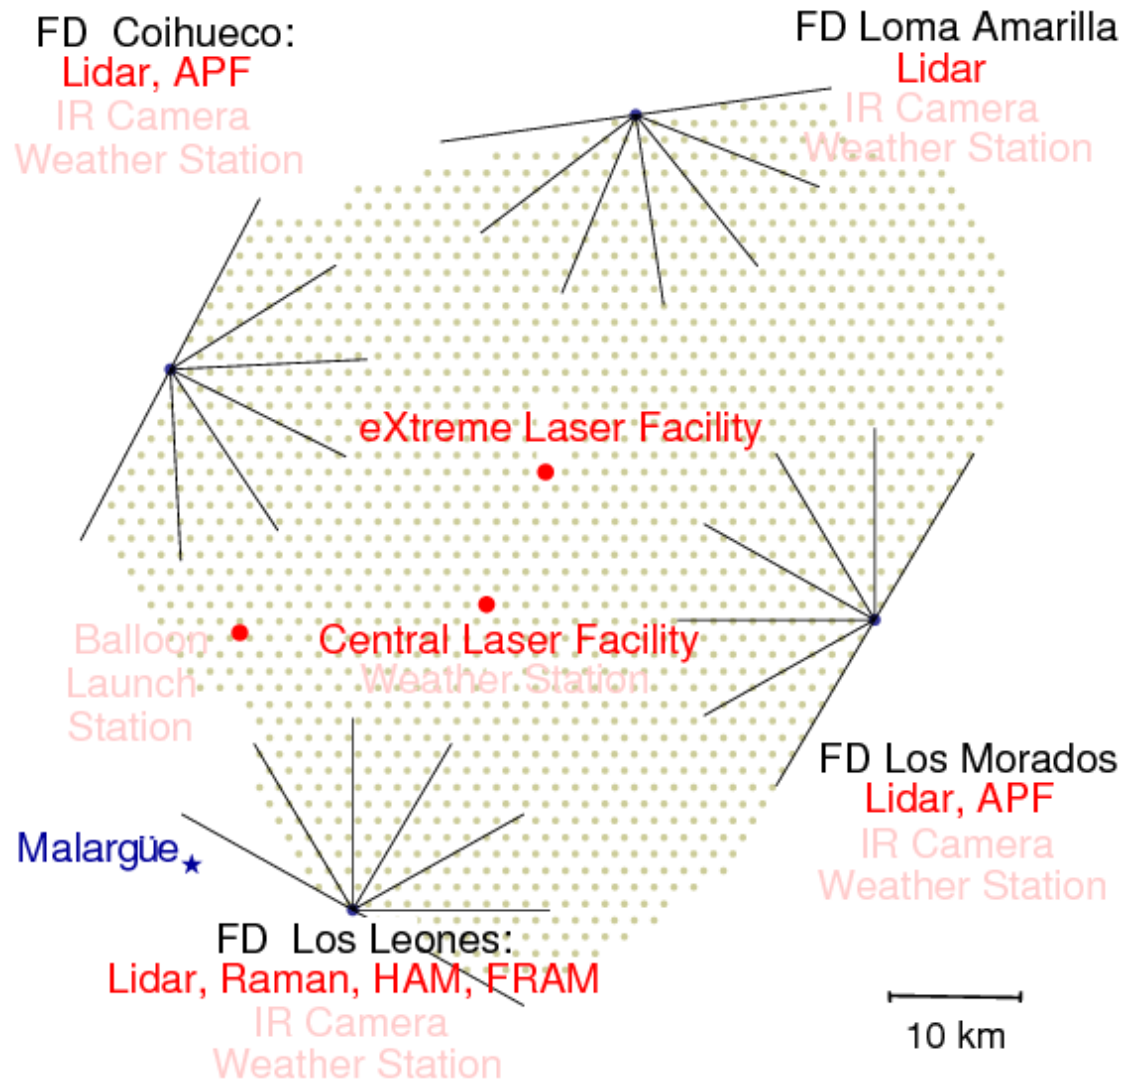 FD Coihueco:
Lidar, APF
IR Camera
Weather Station
FD Loma Amarilla
Lidar
IR Camera
Weather Station
eXtreme Laser Facility
Balloon
Launch
Station
Central Laser Facility
Weather Station
FD Los Morados
Lidar, APF
IR Camera
Weather Station
Malargüe
FD Los Leones:
Lidar, Raman, HAM, FRAM
IR Camera
Weather Station
10 km